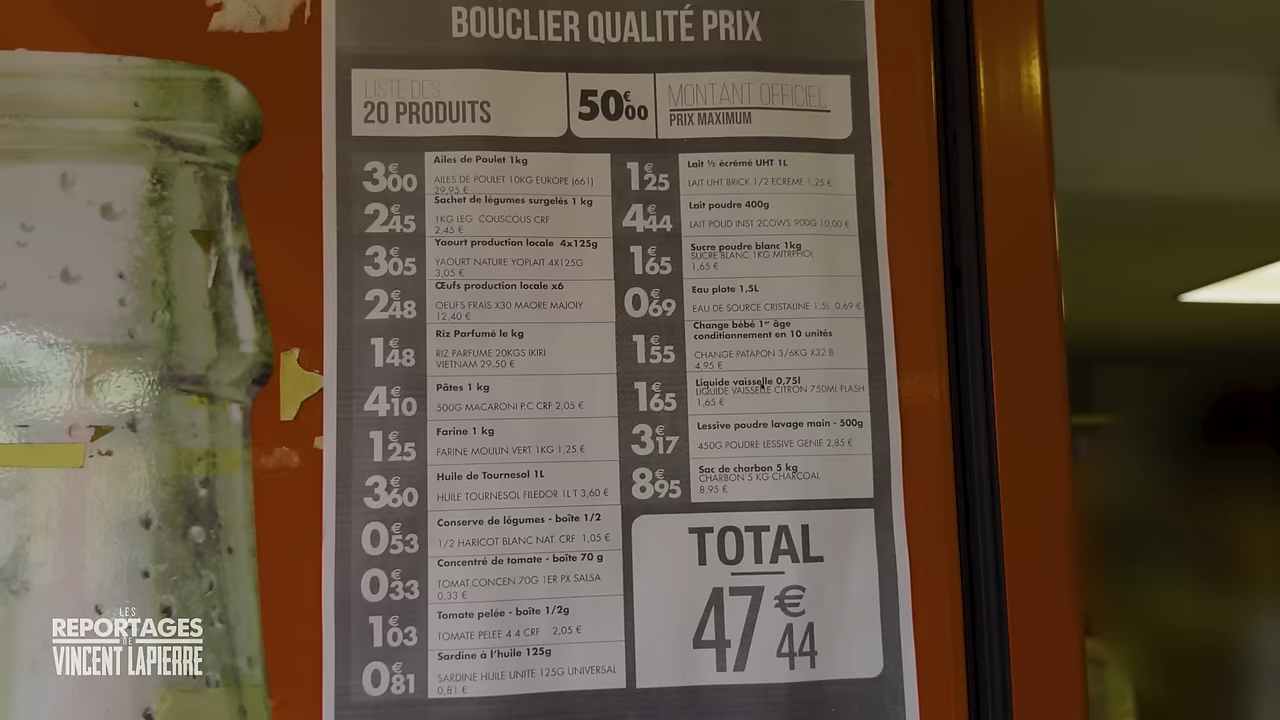 BOUCLIER QUALITÉ PRIX
LISTE DES
20 PRODUITS
50€00
MONTANT OFFICIEL
PRIX MAXIMUM
3€00
Ailes de Poulet 1kg
AILES DE POULET 10KG EUROPE (661)
29,95 €
2€45
Sachet de légumes surgelés 1 kg
1KG LEG COUSCOUS CRF
2,45 €
3€05
Yaourt production locale 4x125g
YAOURT NATURE YOPLAIT 4X125G
3,05 €
2€48
Œufs production locale x6
OEUFS FRAIS X30 MAORE MAJOIY
12,40 €
1€48
Riz Parfumé le kg
RIZ PARFUME 20KGS IKIRI
VIETNAM 29,50 €
4€10
Pâtes 1 kg
500G MACARONI P.C CRF 2,05 €
1€25
Farine 1 kg
FARINE MOULIN VERT 1KG 1,25 €
3€60
Huile de Tournesol 1L
HUILE TOURNESOL FILEDOR 1L T 3,60 €
0€53
Conserve de légumes - boîte 1/2
1/2 HARICOT BLANC NAT. CRF 1,05 €
0€33
Concentré de tomate - boîte 70 g
TOMAT.CONCEN.70G 1ER PX SALSA
0,33 €
1€03
Tomate pelée - boîte 1/2g
TOMATE PELEE 4 4 CRF 2,05 €
0€81
Sardine à l'huile 125g
SARDINE HUILE UNITE 125G UNIVERSAL
0,81 €
1€25
Lait ½ écrémé UHT 1L
LAIT UHT BRICK 1/2 ECREME 1,25 €
4€44
Lait poudre 400g
LAIT POUD INST 2COWS 900G 10,00 €
1€65
Sucre poudre blanc 1kg
SUCRE BLANC 1KG MITRPHOL
1,65 €
0€69
Eau plate 1,5L
EAU DE SOURCE CRISTALINE 1,5L 0,69 €
1€55
Change bébé 1er âge
conditionnement en 10 unités
CHANGE PATAPON 3/6KG X32 B
4,95 €
1€65
Liquide vaisselle 0,75l
LIQUIDE VAISSELLE CITRON 750ML FLASH
1,65 €
3€17
Lessive poudre lavage main - 500g
450G POUDRE LESSIVE GENIE 2,85 €
8€95
Sac de charbon 5 kg
CHARBON 5 KG CHARCOAL
8,95 €
TOTAL
47€44
LES
REPORTAGES
DE
VINCENT LAPIERRE